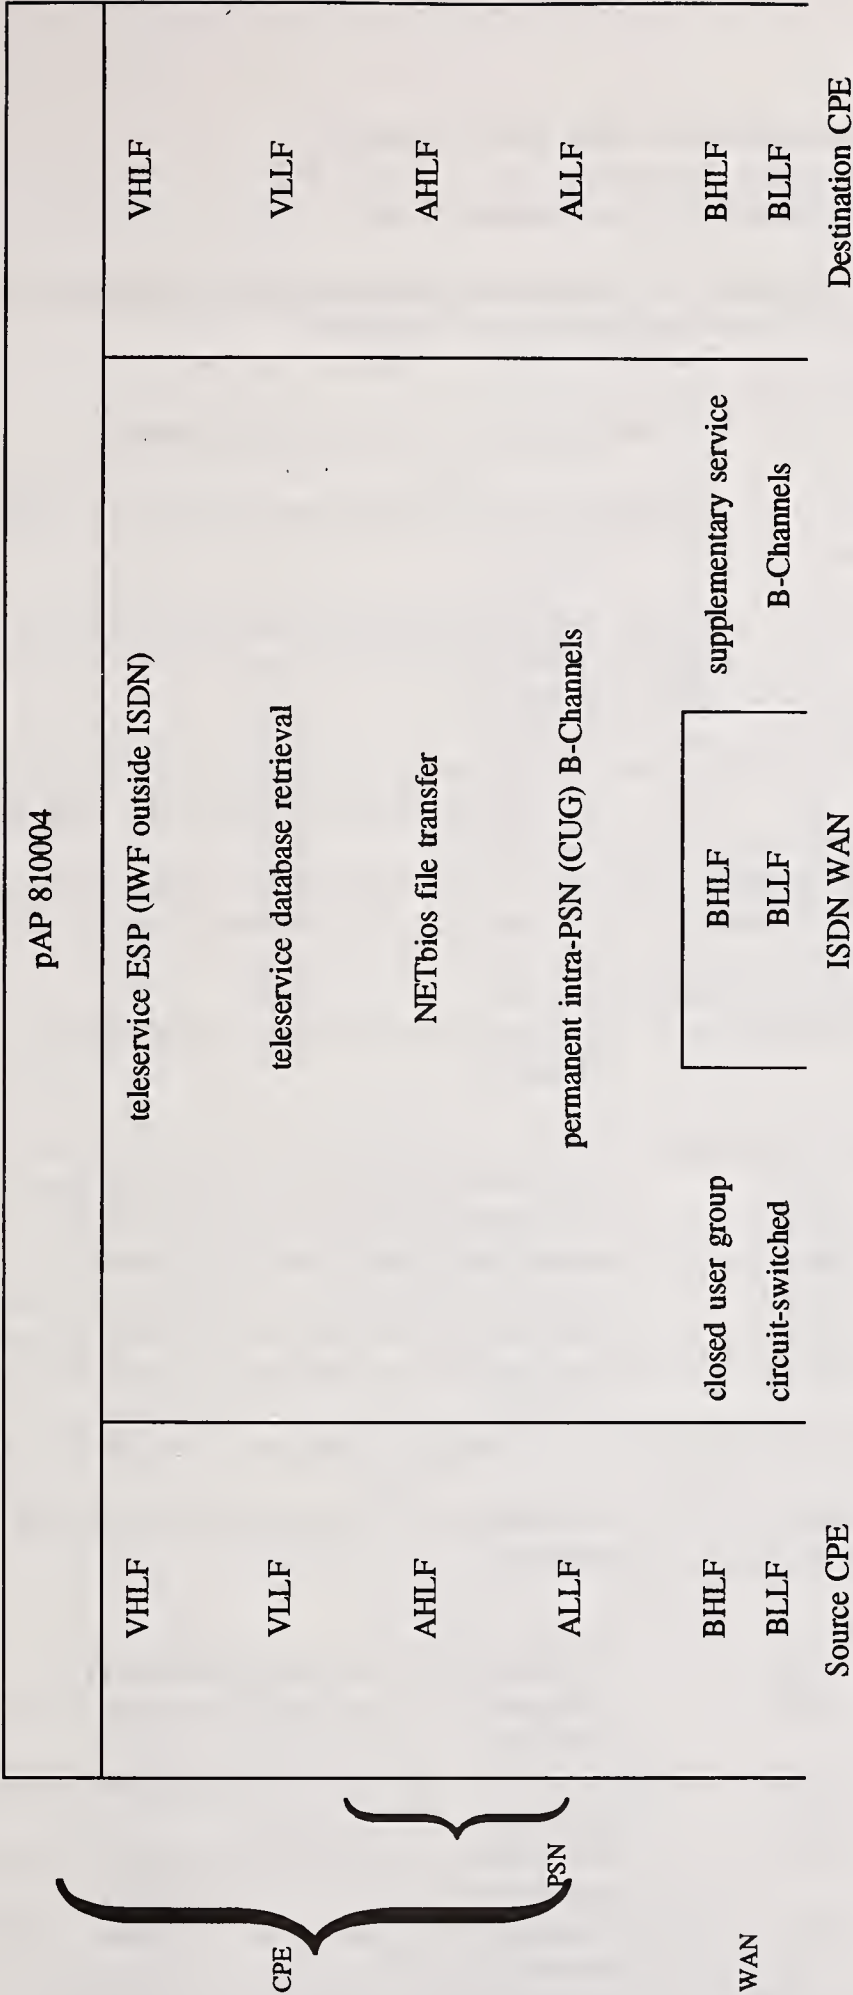 pAP 810004
VHLF teleservice ESP (IWF outside ISDN) VHLF
CPE VLLF teleservice database retrieval VLLF
AHLF NETbios file transfer AHLF
PSN ALLF permanent intra-PSN (CUG) B-Channels ALLF
BHLF closed user group BHLF supplementary service BHLF
WAN BLLF circuit-switched BLLF B-Channels BLLF
Source CPE ISDN WAN Destination CPE